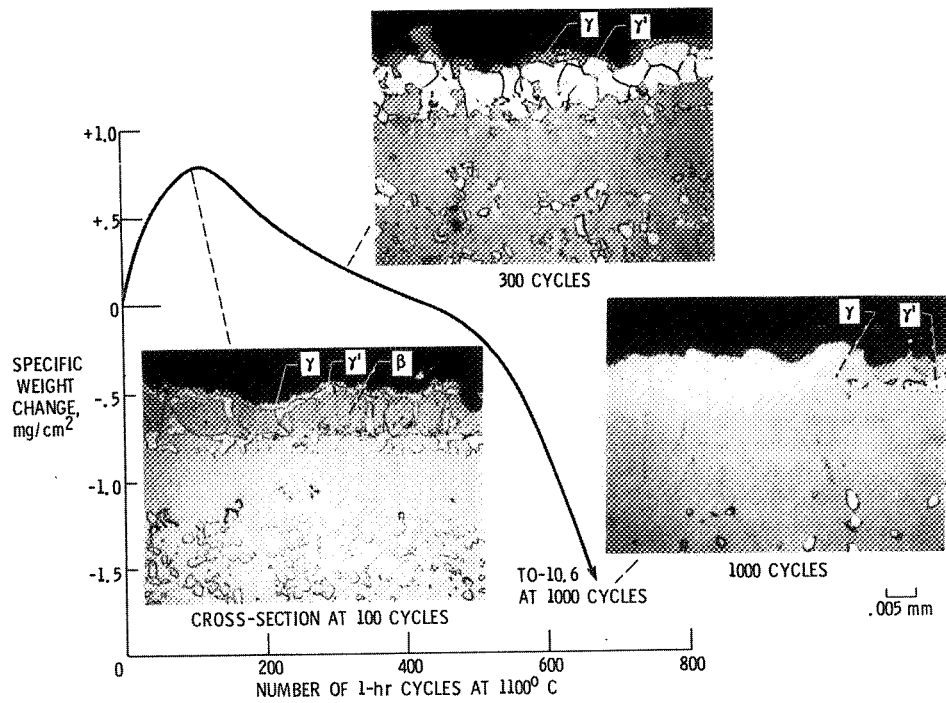 γ
γ'
300 CYCLES
+1.0
+.5
0
-.5
-1.0
-1.5
SPECIFIC
WEIGHT
CHANGE,
mg/cm²
γ
γ'
β
CROSS-SECTION AT 100 CYCLES
γ
γ'
1000 CYCLES
.005 mm
TO-10.6
AT 1000 CYCLES
0
200
400
600
800
NUMBER OF 1-hr CYCLES AT 1100⁰ C